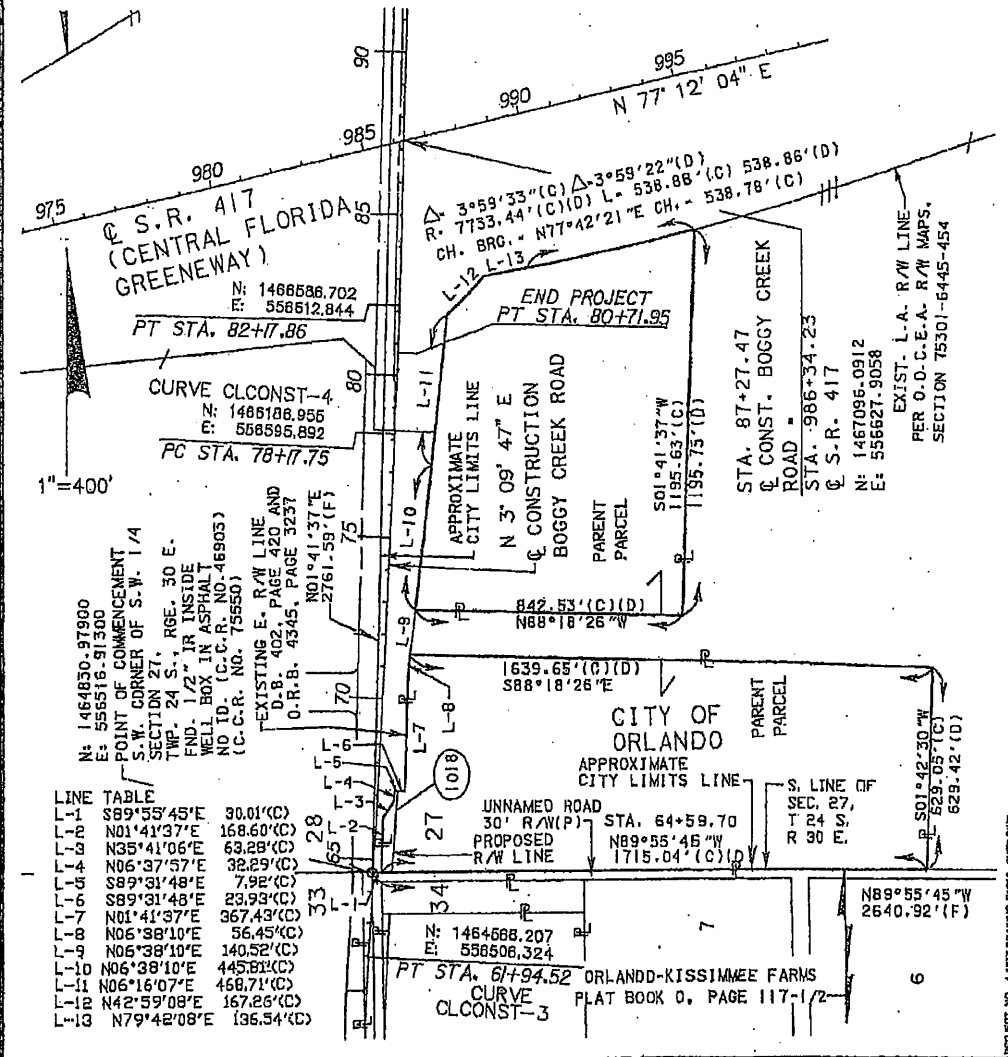 90
985
990
995
N 77° 12' 04" E
975
980
℄ S.R. 417
(CENTRAL FLORIDA
GREENEWAY)
85
Δ= 3°59'33"(C) Δ=3°59'22"(D)
R= 7733.44'(C)(D) L= 538.88'(C) 538.86'(D)
CH. BRG. = N77°42'21"E CH. = 538.78'(C)
L-12
L-13
N: 1466586.702
E: 556612.844
PT STA. 82+17.86
END PROJECT
PT STA. 80+71.95
80
CURVE CLCONST-4
N: 1466186.955
E: 556595.892
PC STA. 78+17.75
L-11
1"=400'
L-10
75
APPROXIMATE
CITY LIMITS LINE
N 3° 09' 47" E
℄ CONSTRUCTION
BOGGY CREEK ROAD
PARENT
PARCEL
S01°41'37"W
1195.63'(C)
1195.75'(D)
STA. 87+27.47
℄ CONST. BOGGY CREEK
ROAD =
STA. 986+34.23
℄ S.R. 417
N: 1467096.0912
E: 556627.9058
EXIST. L.A. R/W LINE
PER O.O.C.E.A. R/W MAPS.
SECTION 75301-6445-454
N: 1464830.97900
E: 556516.91300
POINT OF COMMENCEMENT
S.W. CORNER OF S.W. 1/4
SECTION 27,
TWP. 24 S., RGE. 30 E.
FND. 1/2" IR INSIDE
WELL BOX IN ASPHALT
NO ID. (C.C.R. NO. 46903)
(C.C.R. NO. 75550)
EXISTING E. R/W LINE
D.B. 402, PAGE 420 AND
O.R.B. 4345, PAGE 3237
N01°41'37"E
2761.59'(F)
70
L-9
842.53'(C)(D)
N88°18'26"W
1639.65'(C)(D)
S88°18'26"E
L-8
L-7
L-6
L-5
L-4
L-3
L-2
L-1
1018
CITY OF
ORLANDO
PARENT
PARCEL
APPROXIMATE
CITY LIMITS LINE
S. LINE OF
SEC. 27,
T 24 S.
R 30 E.
S01°42'30"W
629.05'(C)
629.42'(D)
UNNAMED ROAD
30' R/W(P)
PROPOSED
R/W LINE
STA. 64+59.70
N89°55'45"W
1715.04'(C)(D
28
27
65
33
34
N89°55'45"W
2640.92'(F)
LINE TABLE
L-1 S89°55'45"E 30.01'(C)
L-2 N01°41'37"E 168.60'(C)
L-3 N35°41'06"E 63.28'(C)
L-4 N06°37'57"E 32.29'(C)
L-5 S89°31'48"E 7.92'(C)
L-6 S89°31'48"E 23.93'(C)
L-7 N01°41'37"E 367.43'(C)
L-8 N06°38'10"E 56.45'(C)
L-9 N06°38'10"E 140.52'(C)
L-10 N06°38'10"E 445.81'(C)
L-11 N06°16'07"E 468.71'(C)
L-12 N42°59'08"E 167.26'(C)
L-13 N79°42'08"E 136.54'(C)
N: 1464568.207
E: 556506.324
PT STA. 61+94.52
CURVE
CLCONST-3
7
6
ORLANDO-KISSIMMEE FARMS
PLAT BOOK O, PAGE 117-1/2